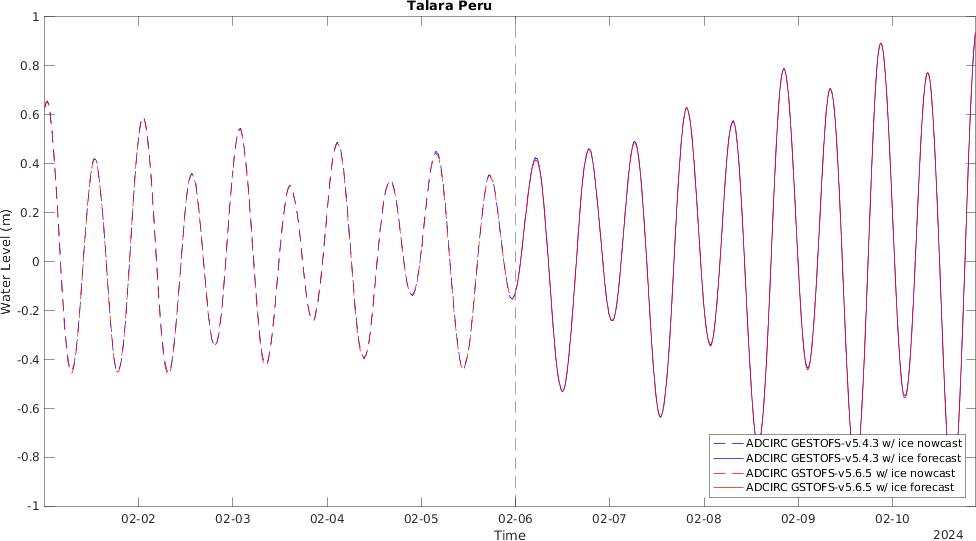 Talara Peru
1
0.8
0.6
0.4
0.2
0
-0.2
-0.4
-0.6
-0.8
-1
Water Level (m)
02-02 02-03 02-04 02-05 02-06 02-07 02-08 02-09 02-10
Time
2024
ADCIRC GESTOFS-v5.4.3 w/ ice nowcast
ADCIRC GESTOFS-v5.4.3 w/ ice forecast
ADCIRC GSTOFS-v5.6.5 w/ ice nowcast
ADCIRC GSTOFS-v5.6.5 w/ ice forecast